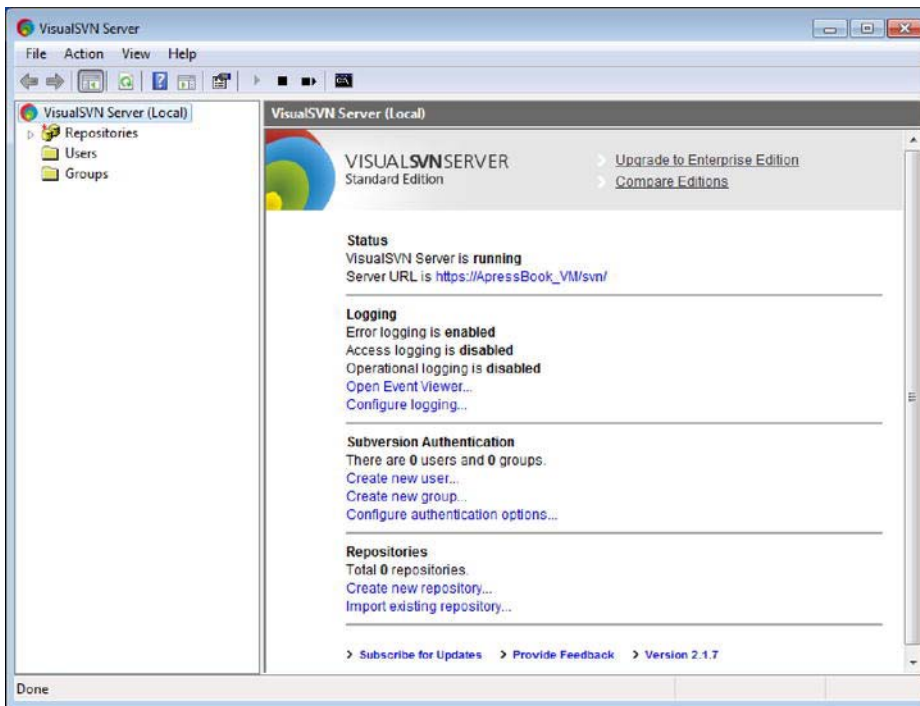 VisualSVN Server
File Action View Help
VisualSVN Server (Local)
Repositories
Users
Groups
VisualSVN Server (Local)
VISUALSVNSERVER
Standard Edition
Upgrade to Enterprise Edition
Compare Editions
Status
VisualSVN Server is running
Server URL is https://ApressBook_VM/svn/
Logging
Error logging is enabled
Access logging is disabled
Operational logging is disabled
Open Event Viewer...
Configure logging...
Subversion Authentication
There are 0 users and 0 groups.
Create new user...
Create new group...
Configure authentication options...
Repositories
Total 0 repositories.
Create new repository...
Import existing repository...
> Subscribe for Updates > Provide Feedback > Version 2.1.7
Done